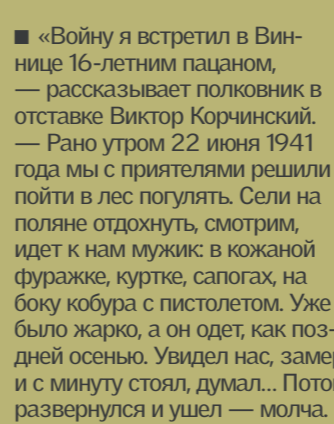 ■ «Войну я встретил в Вин-
нице 16-летним пацаном,
— рассказывает полковник в
отставке Виктор Корчинский.
— Рано утром 22 июня 1941
года мы с приятелями решили
пойти в лес погулять. Сели на
поляне отдохнуть, смотрим,
идет к нам мужик: в кожаной
фуражке, куртке, сапогах, на
боку кобура с пистолетом. Уже
было жарко, а он одет, как поз-
дней осенью. Увидел нас, замер
и с минуту стоял, думал... Потом
развернулся и ушел — молча.